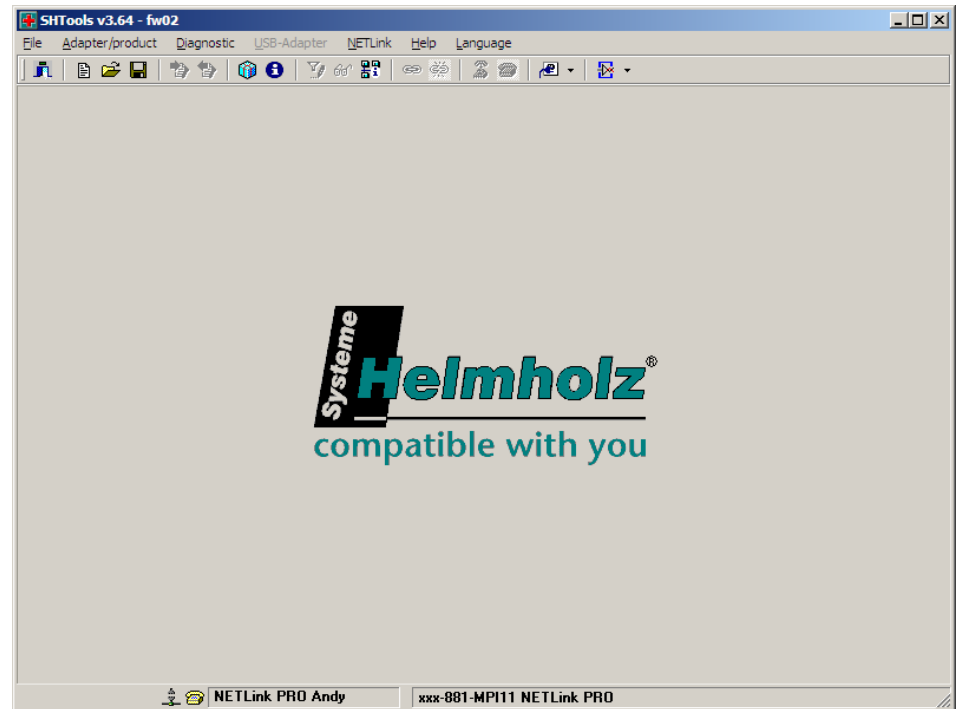 SHTools v3.64 - fw02
File Adapter/product Diagnostic USB-Adapter NETLink Help Language
Systeme
Helmholz®
compatible with you
NETLink PRO Andy xxx-881-MPI11 NETLink PRO